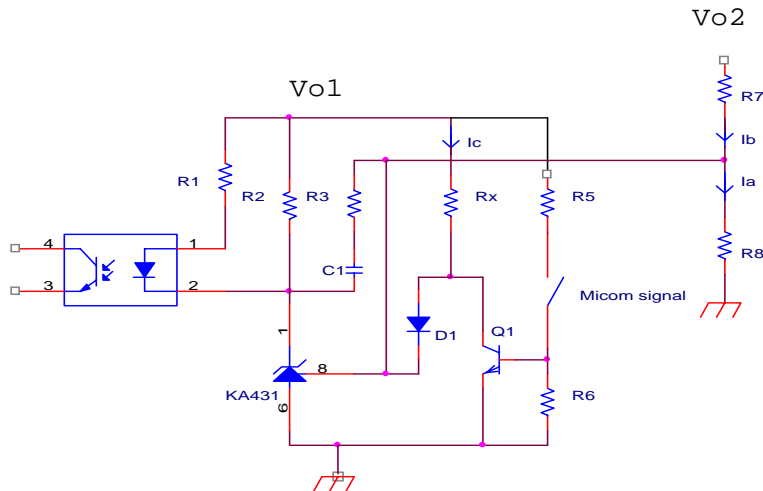 Vo2
R7
Vo1
Ib
Ic
R1
R2
R3
Rx
R5
Ia
R8
4
1
C1
3
2
Micom signal
1
D1
Q1
8
KA431
6
R6